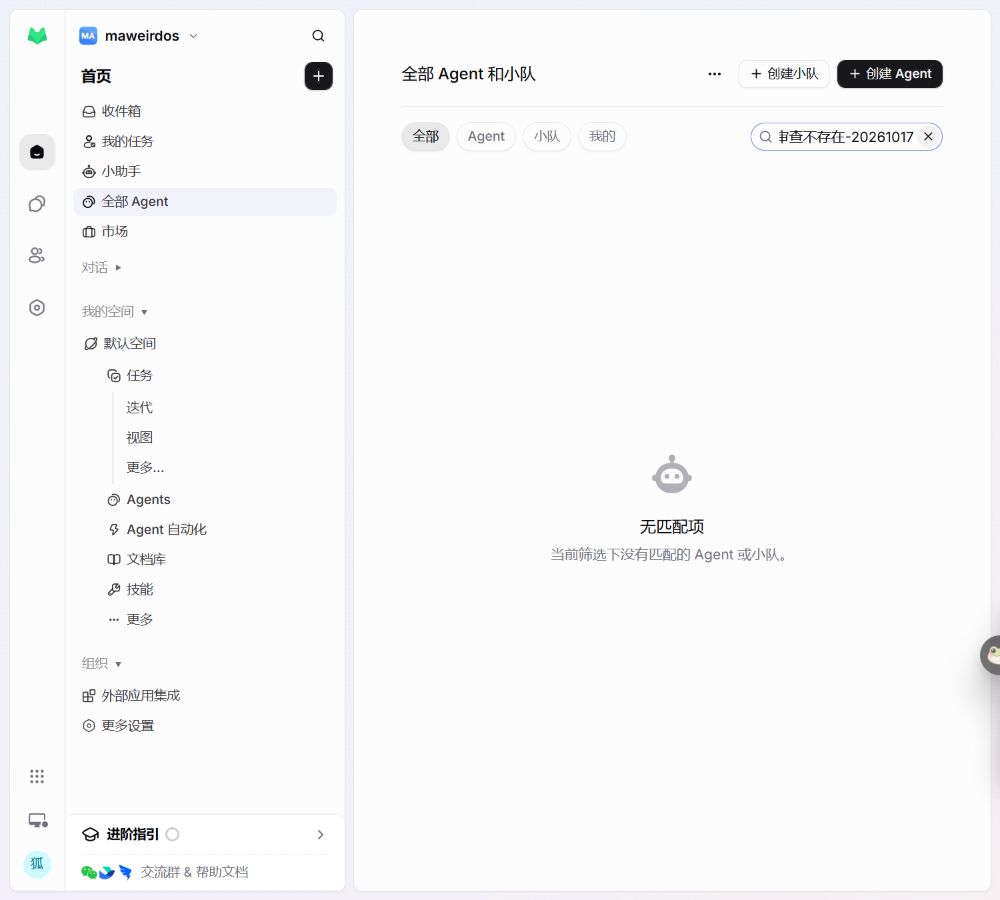 MA maweirdos
首页
收件箱
我的任务
小助手
全部 Agent
市场
对话
我的空间
默认空间
任务
迭代
视图
更多...
Agents
Agent 自动化
文档库
技能
更多
组织
外部应用集成
更多设置
进阶指引
交流群 & 帮助文档
狐
全部 Agent 和小队
创建小队
创建 Agent
全部
Agent
小队
我的
查不存在-20261017
无匹配项
当前筛选下没有匹配的 Agent 或小队。